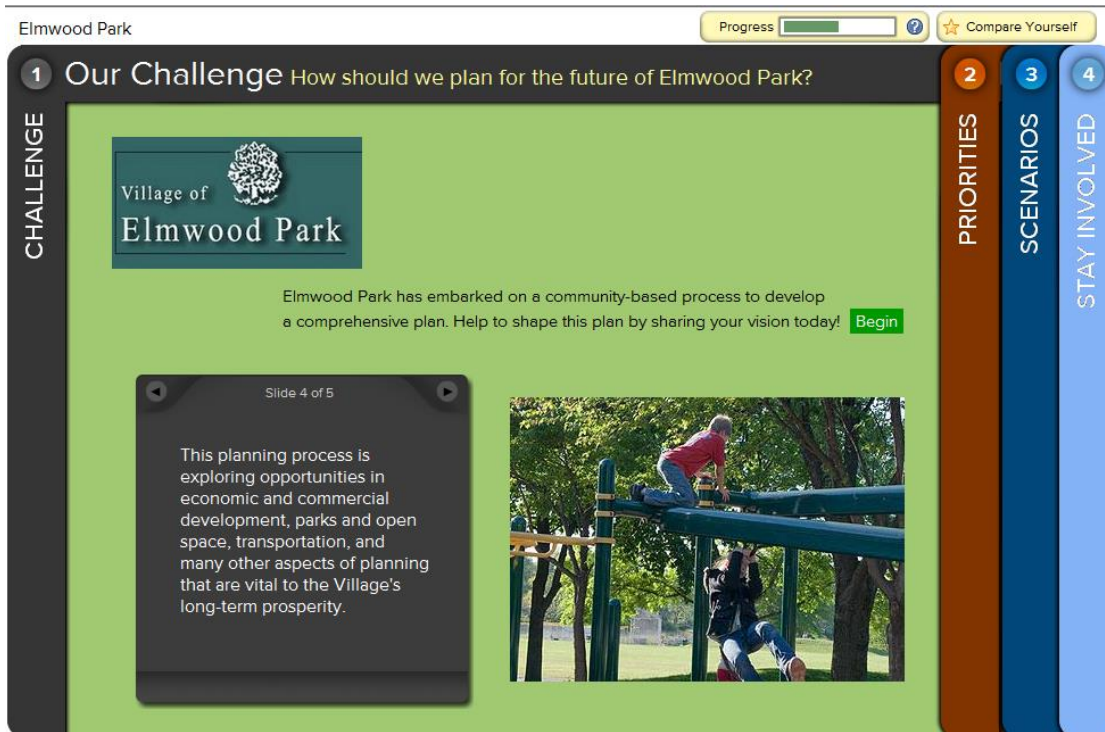 Elmwood Park
Progress
?
Compare Yourself
1
Our Challenge How should we plan for the future of Elmwood Park?
CHALLENGE
Village of
Elmwood Park
Elmwood Park has embarked on a community-based process to develop
a comprehensive plan. Help to shape this plan by sharing your vision today! Begin
Slide 4 of 5
This planning process is
exploring opportunities in
economic and commercial
development, parks and open
space, transportation, and
many other aspects of planning
that are vital to the Village's
long-term prosperity.
2
PRIORITIES
3
SCENARIOS
4
STAY INVOLVED